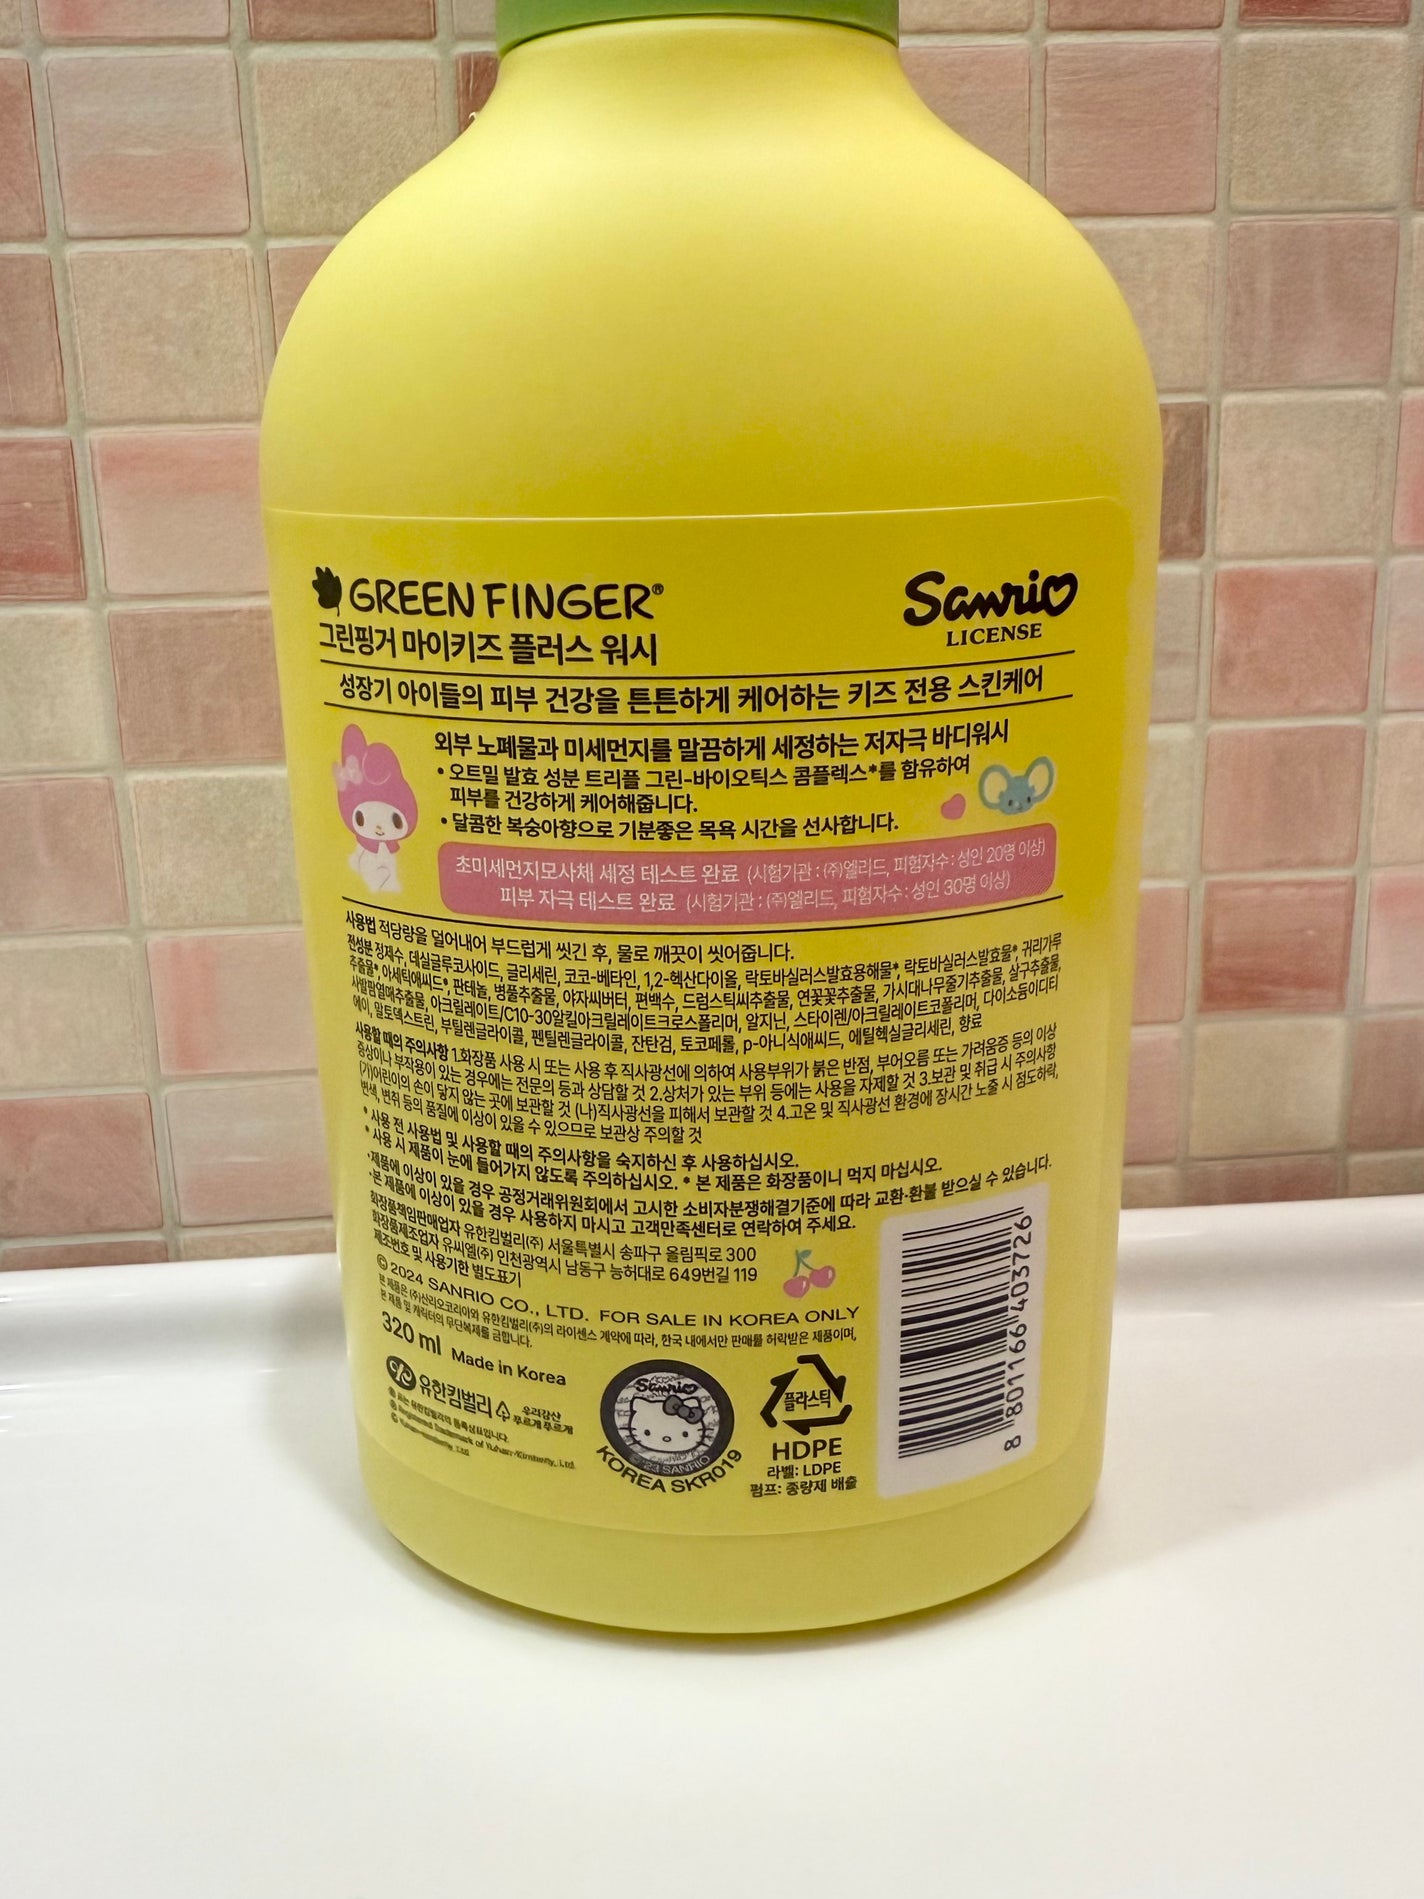 GREEN FINGER®
그린핑거 마이키즈 플러스 워시
Sanrio
LICENSE
성장기 아이들의 피부 건강을 튼튼하게 케어하는 키즈 전용 스킨케어
외부 노폐물과 미세먼지를 말끔하게 세정하는 저자극 바디워시
• 오트밀 발효 성분 트리플 그린-바이오틱스 콤플렉스*를 함유하여
피부를 건강하게 케어해줍니다.
• 달콤한 복숭아향으로 기분좋은 목욕 시간을 선사합니다.
초미세먼지모사체 세정 테스트 완료 (시험기관 : (주)엘리드, 피험자수 : 성인 20명 이상)
피부 자극 테스트 완료 (시험기관 : (주)엘리드, 피험자수 : 성인 30명 이상)
사용법 적당량을 덜어내어 부드럽게 씻긴 후, 물로 깨끗이 씻어줍니다.
전성분 정제수, 데실글루코사이드, 글리세린, 코코-베타인, 1,2-헥산다이올, 락토바실러스발효용해물*, 락토바실러스발효물*, 귀리가루
추출물*, 아세틱애씨드*, 판테놀, 병풀추출물, 야자씨버터, 편백수, 드럼스틱씨추출물, 연꽃꽃추출물, 가시대나무줄기추출물, 살구추출물,
사발팜열매추출물, 아크릴레이트/C10-30알킬아크릴레이트크로스폴리머, 알지닌, 스타이렌/아크릴레이트코폴리머, 다이소듐이디티
에이, 말토덱스트린, 부틸렌글라이콜, 펜틸렌글라이콜, 잔탄검, 토코페롤, p-아니식애씨드, 에틸헥실글리세린, 향료
사용할 때의 주의사항 1.화장품 사용 시 또는 사용 후 직사광선에 의하여 사용부위가 붉은 반점, 부어오름 또는 가려움증 등의 이상
증상이나 부작용이 있는 경우에는 전문의 등과 상담할 것 2.상처가 있는 부위 등에는 사용을 자제할 것 3.보관 및 취급 시 주의사항
(가)어린이의 손이 닿지 않는 곳에 보관할 것 (나)직사광선을 피해서 보관할 것 4.고온 및 직사광선 환경에 장시간 노출 시 점도하락,
변색, 변취 등의 품질에 이상이 있을 수 있으므로 보관상 주의할 것
* 사용 전 사용법 및 사용할 때의 주의사항을 숙지하신 후 사용하십시오.
* 사용 시 제품이 눈에 들어가지 않도록 주의하십시오. * 본 제품은 화장품이니 먹지 마십시오.
·제품에 이상이 있을 경우 공정거래위원회에서 고시한 소비자분쟁해결기준에 따라 교환·환불 받으실 수 있습니다.
·본 제품에 이상이 있을 경우 사용하지 마시고 고객만족센터로 연락하여 주세요.
화장품책임판매업자 유한킴벌리(주) 서울특별시 송파구 올림픽로 300
화장품제조업자 유씨엘(주) 인천광역시 남동구 능허대로 649번길 119
제조번호 및 사용기한 별도표기
© 2024 SANRIO CO., LTD. FOR SALE IN KOREA ONLY
본 제품은 (주)산리오코리아와 유한킴벌리(주)의 라이센스 계약에 따라, 한국 내에서만 판매를 허락받은 제품이며,
본 제품 및 캐릭터의 무단복제를 금합니다.
320 ml Made in Korea
유한킴벌리
우리강산
푸르게 푸르게
유한킴벌리의 등록상표입니다.
Registered Trademark of Yuhan-Kimberly, Ltd.
Yuhan-Kimberly, Ltd.
Sanrio
SANRIO
KOREA SKR019
플라스틱
HDPE
라벨: LDPE
펌프: 종량제 배출
8 801166 403726